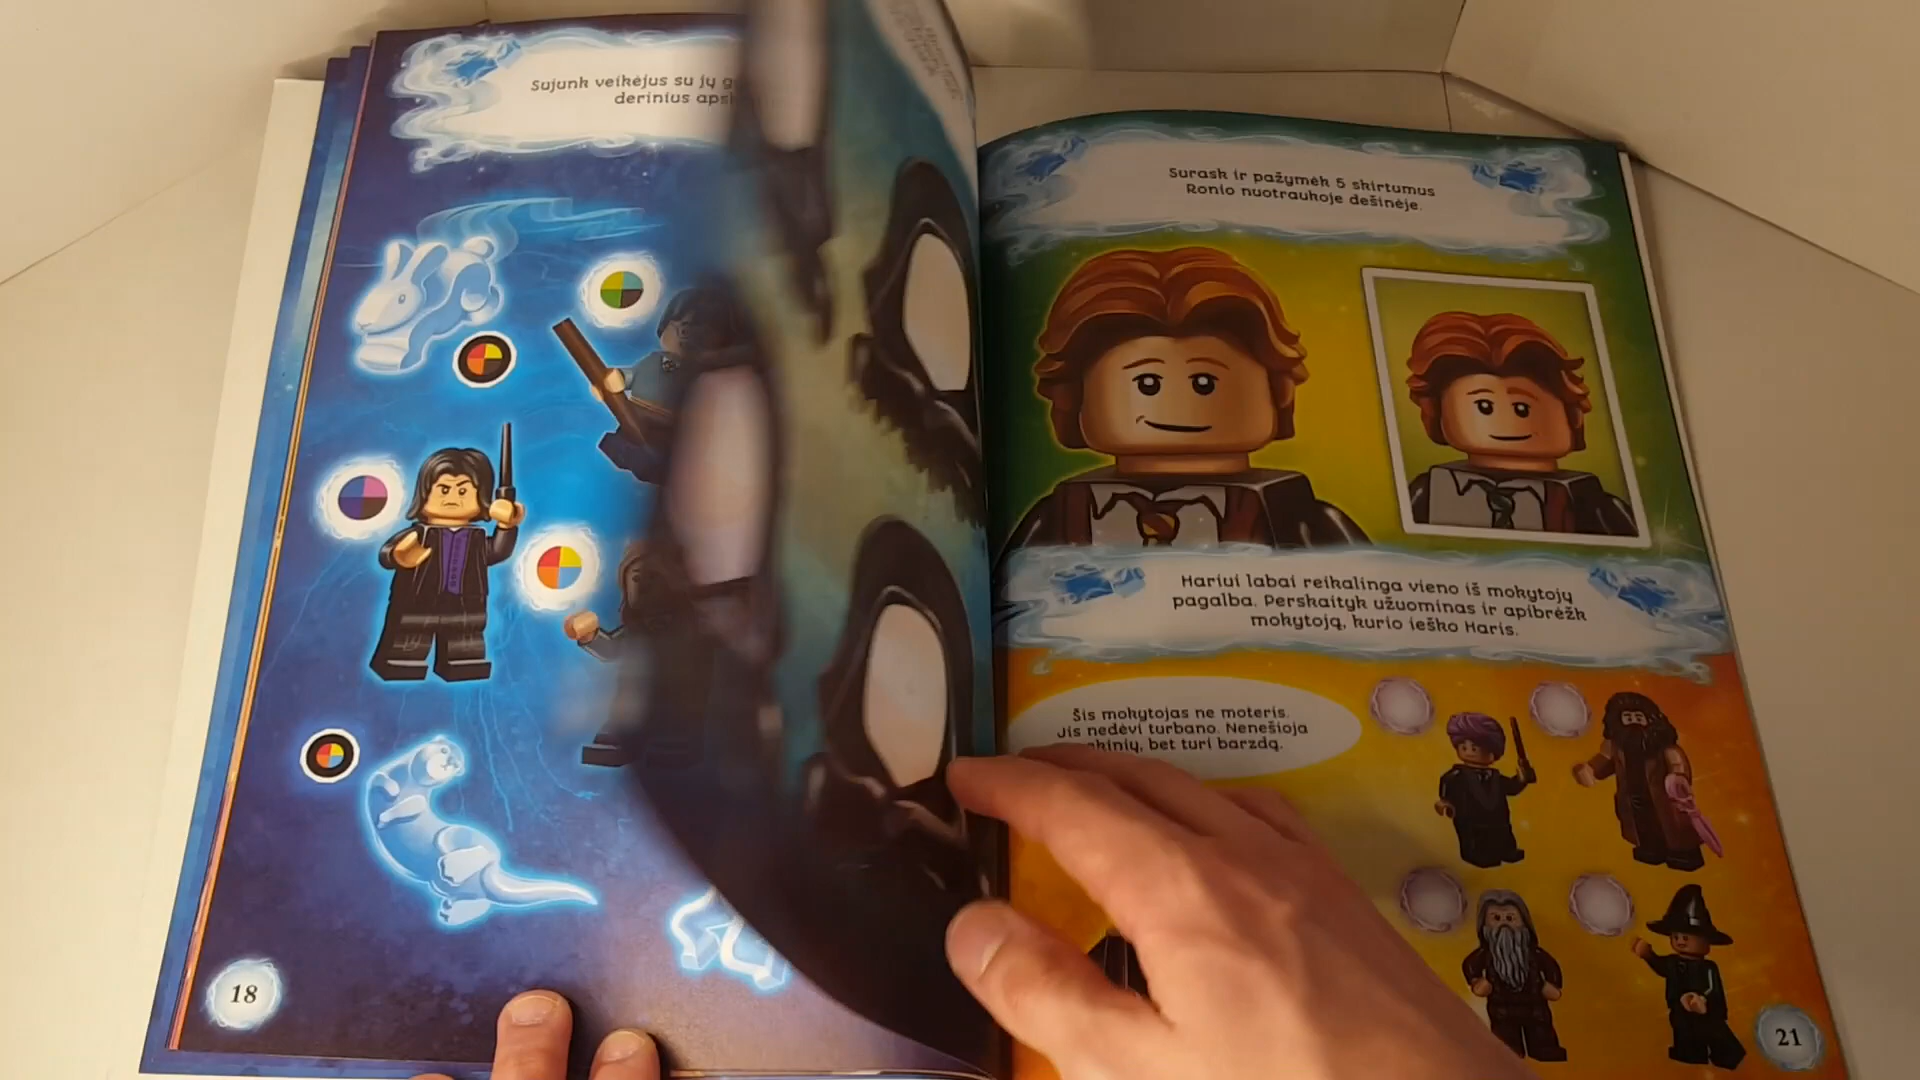 Sujunk veikėjus su jų
derinius
18
Surask ir pažymėk 5 skirtumus
Ronio nuotraukoje dešinėje.
Hariui labai reikalinga vieno iš mokytojų
pagalba. Perskaityk užuominas ir apibrėžk
mokytoją, kurio ieško Haris.
Šis mokytojas ne moteris.
Jis nedėvi turbano. Nenešioja
bet turi barzdą.
21